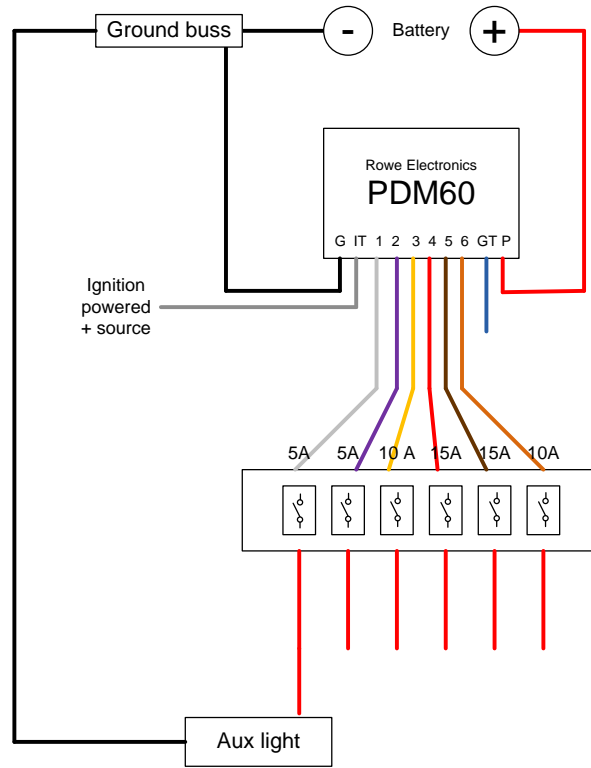 Ground buss
-
Battery
+
Rowe Electronics
PDM60
G IT 1 2 3 4 5 6 GT P
Ignition
powered
+ source
5A 5A 10 A 15A 15A 10A
Aux light